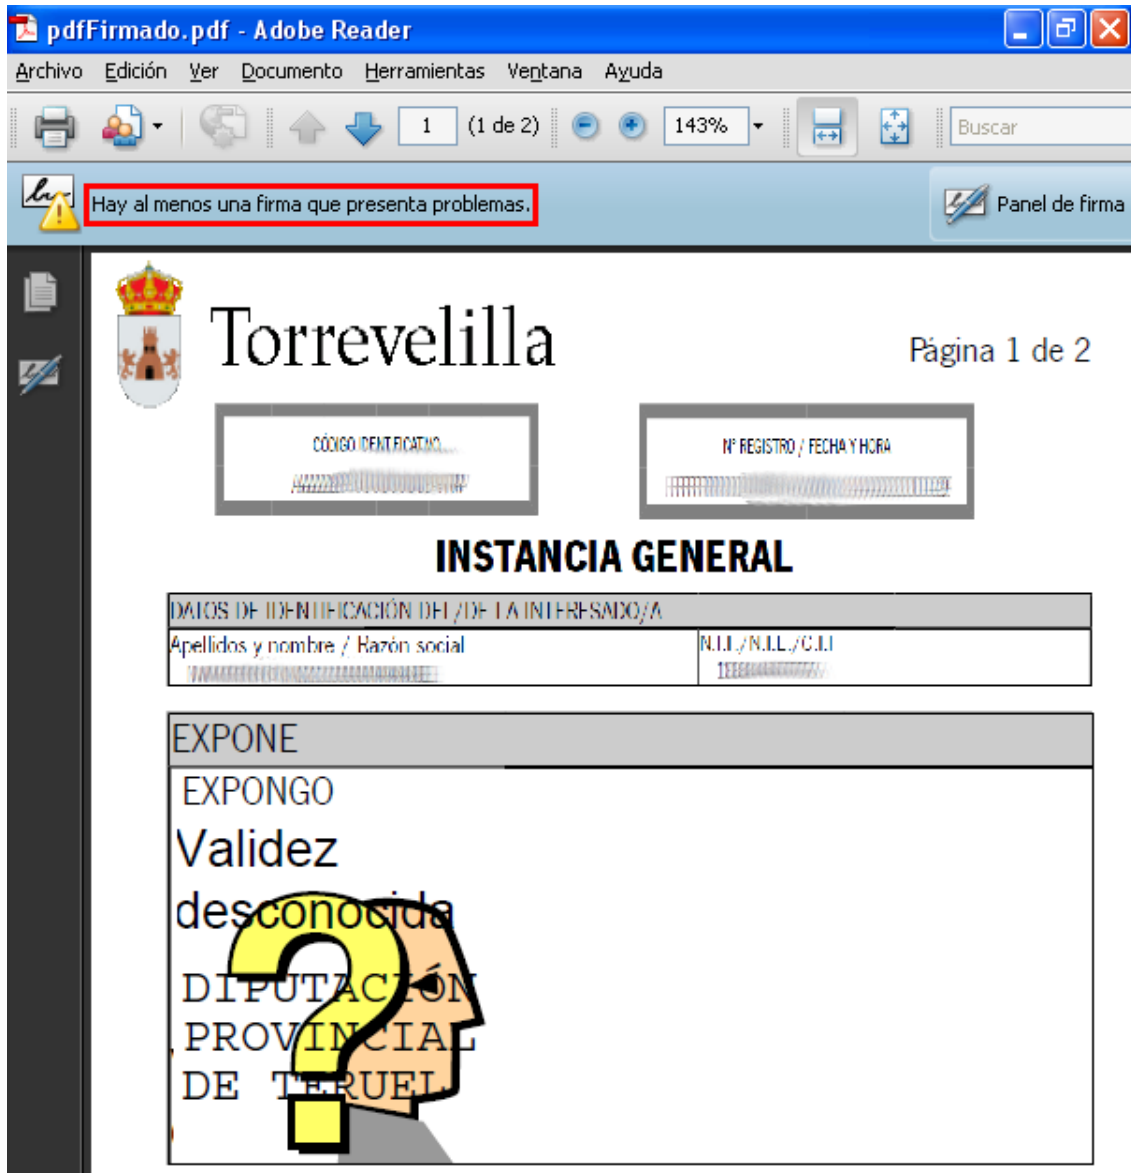 pdfFirmado.pdf - Adobe Reader
Archivo Edición Ver Documento Herramientas Ventana Ayuda
1 (1 de 2) 143% Buscar
Hay al menos una firma que presenta problemas. Panel de firma
Torrevelilla
Página 1 de 2
CÓDIGO IDENTIFICATIVO
Nº REGISTRO / FECHA Y HORA
INSTANCIA GENERAL
DATOS DE IDENTIFICACIÓN DEL/DE LA INTERESADO/A
Apellidos y nombre / Razón social N.I.F./N.I.E./C.I.F
EXPONE
EXPONGO
Validez
desconocida
DIPUTACIÓN
PROVINCIAL
DE TERUEL